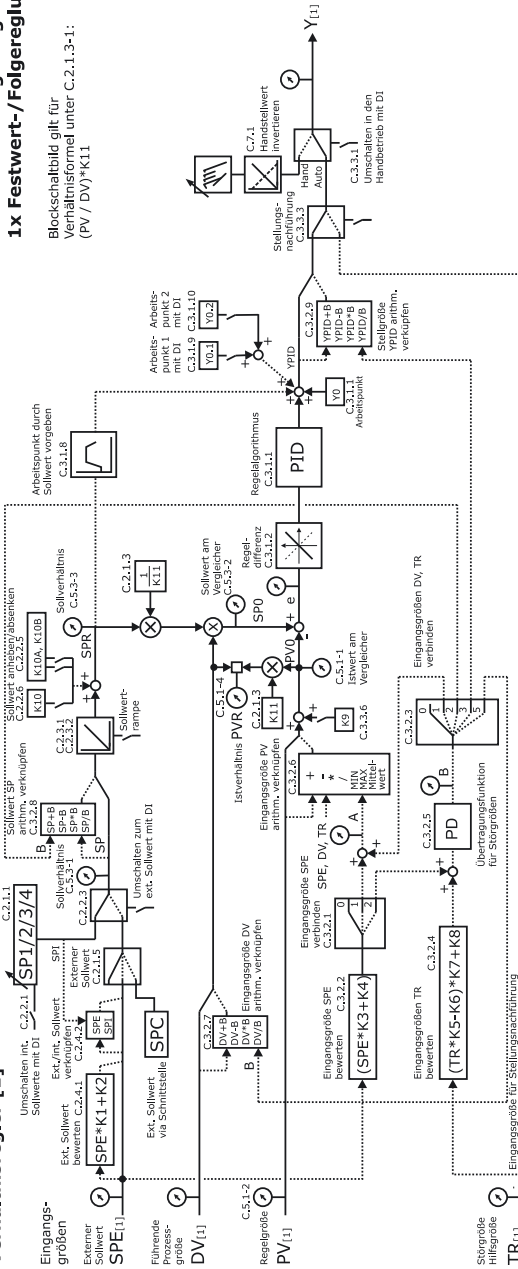 1x Festwert-/Folgereglu
Blockschaltbild gilt für
Verhältnisformel unter C.2.1.3-1:
(PV / DV)*K11
Eingangs-
größen
Externer
Sollwert
SPE[1]
Führende
Prozess-
größe
DV[1]
C.5.1-2
Regelgröße
PV[1]
Störgröße
Hilfsgröße
TR[1]
Umschalten int.
Sollwerte mit DI
C.2.2.1
C.2.1.1
SP1/2/3/4
Ext. Sollwert
bewerten C.2.4.1
SPE*K1+K2
Ext./int. Sollwert
verknüpfen
C.2.4.2
SPE
SPI
SPI
Externer
Sollwert
C.2.1.5
SPC
Ext. Sollwert
via Schnittstelle
Sollverhältnis
C.5.3-1
C.2.2.3
Umschalten zum
ext. Sollwert mit DI
Sollwert SP
arithm. verknüpfen
C.3.2.8
SP+B
SP-B
SP*B
SP/B
B
SP
C.2.3.1
C.2.3.2
Sollwert-
rampe
Sollwert anheben/absenken
C.2.2.6
C.2.2.5
K10
K10A, K10B
+
+
SPR
Sollverhältnis
C.5.3-3
C.2.1.3
1
K11
Sollwert am
Vergleicher
C.5.3-2
SP0
Arbeitspunkt durch
Sollwert vorgeben
C.3.1.8
Eingangsgröße DV
arithm. verknüpfen
C.3.2.7
DV+B
DV-B
DV*B
DV/B
B
C.5.1-4
Istverhältnis PVR
C.2.1.3
K11
PV0
+ e
-
C.5.1-1
Istwert am
Vergleicher
Eingangsgröße PV
arithm. verknüpfen
C.3.2.6
+
-
*
/
MIN
MAX
Mittel-
wert
SPE, DV, TR
A
K9
C.3.3.6
+
+
Regel-
differenz
C.3.1.2
Regelalgorithmus
C.3.1.1
PID
Y0
C.3.1.1
Arbeitspunkt
YPID
Arbeits-
punkt 1
mit DI
C.3.1.9
Y0.1
Arbeits-
punkt 2
mit DI
C.3.1.10
Y0.2
+
+
C.3.2.9
YPID+B
YPID-B
YPID*B
YPID/B
Stellgröße
YPID arithm.
verküpfen
Stellungs-
nachführung
C.3.3.3
C.7.1
Handstellwert
invertieren
Hand
Auto
C.3.3.1
Umschalten in den
Handbetrieb mit DI
Y[1]
Eingangsgröße SPE
bewerten C.3.2.2
(SPE*K3+K4)
Eingangsgröße SPE
verbinden
C.3.2.1
0
1
2
+
+
Eingangsgrößen TR
bewerten
C.3.2.4
(TR*K5-K6)*K7+K8
+
+
C.3.2.5
PD
Übertragungsfunktion
für Störgrößen
B
C.3.2.3
0
1
2
3
4
5
Eingangsgrößen DV, TR
verbinden
Eingangsgröße für Stellungsnachführung